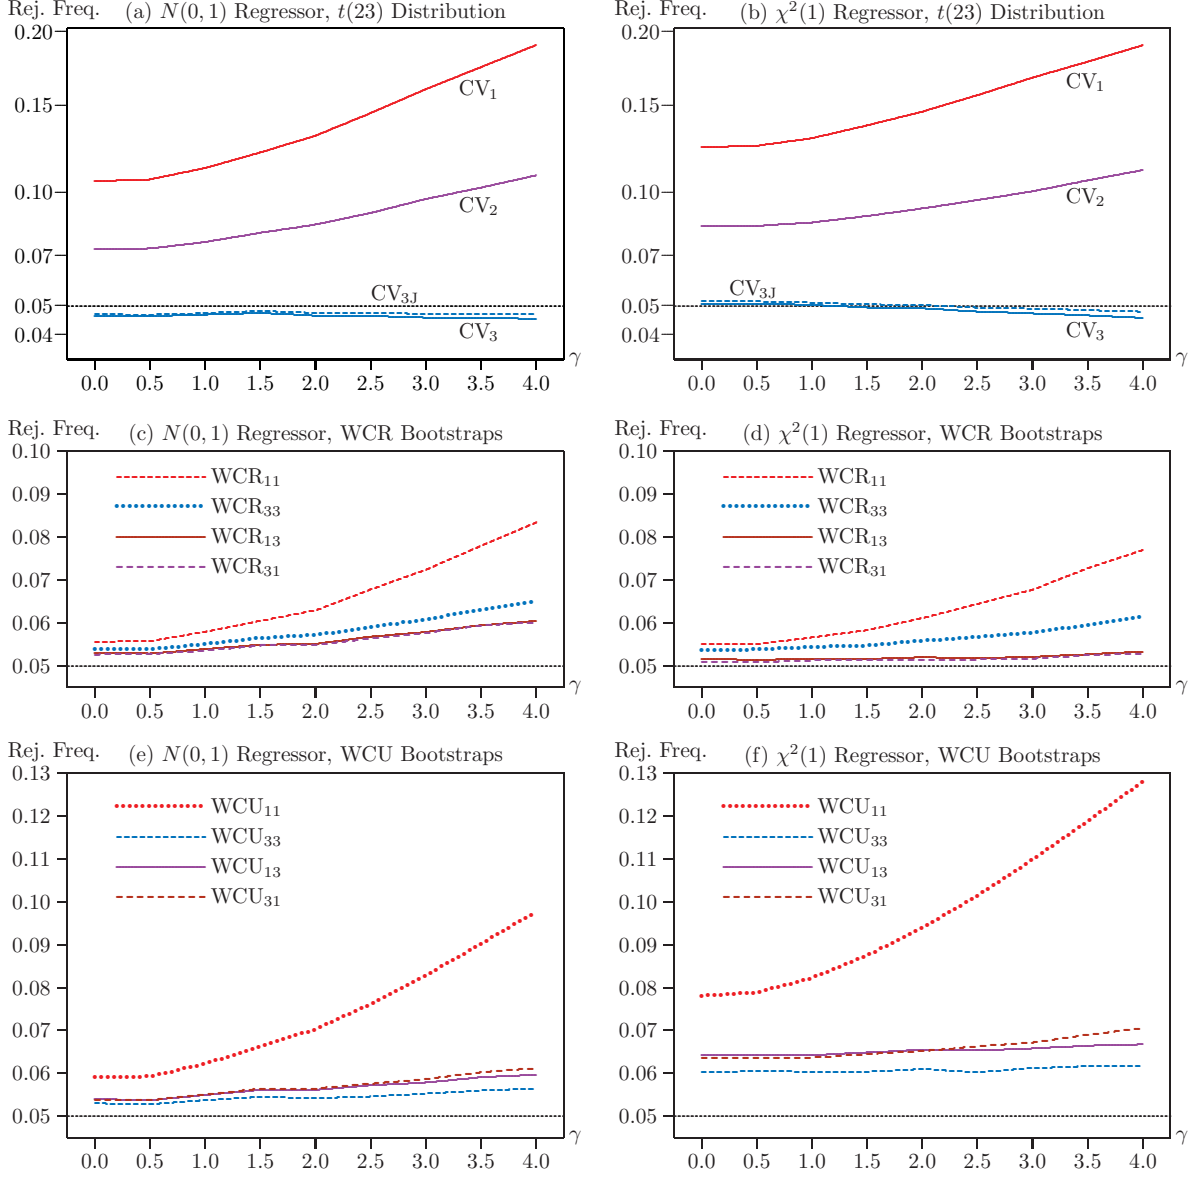 Rej. Freq. (a) N(0, 1) Regressor, t(23) Distribution
0.20
0.15
0.10
0.07
0.05
0.04
CV₁
CV₂
CV₃J
CV₃
0.0 0.5 1.0 1.5 2.0 2.5 3.0 3.5 4.0 γ
Rej. Freq. (b) χ²(1) Regressor, t(23) Distribution
0.20
0.15
0.10
0.07
0.05
0.04
CV₁
CV₂
CV₃J
CV₃
0.0 0.5 1.0 1.5 2.0 2.5 3.0 3.5 4.0 γ
Rej. Freq. (c) N(0, 1) Regressor, WCR Bootstraps
0.10
0.09
0.08
0.07
0.06
0.05
WCR₁₁
WCR₃₃
WCR₁₃
WCR₃₁
0.0 0.5 1.0 1.5 2.0 2.5 3.0 3.5 4.0 γ
Rej. Freq. (d) χ²(1) Regressor, WCR Bootstraps
0.10
0.09
0.08
0.07
0.06
0.05
WCR₁₁
WCR₃₃
WCR₁₃
WCR₃₁
0.0 0.5 1.0 1.5 2.0 2.5 3.0 3.5 4.0 γ
Rej. Freq. (e) N(0, 1) Regressor, WCU Bootstraps
0.13
0.12
0.11
0.10
0.09
0.08
0.07
0.06
0.05
WCU₁₁
WCU₃₃
WCU₁₃
WCU₃₁
0.0 0.5 1.0 1.5 2.0 2.5 3.0 3.5 4.0 γ
Rej. Freq. (f) χ²(1) Regressor, WCU Bootstraps
0.13
0.12
0.11
0.10
0.09
0.08
0.07
0.06
0.05
WCU₁₁
WCU₃₃
WCU₁₃
WCU₃₁
0.0 0.5 1.0 1.5 2.0 2.5 3.0 3.5 4.0 γ